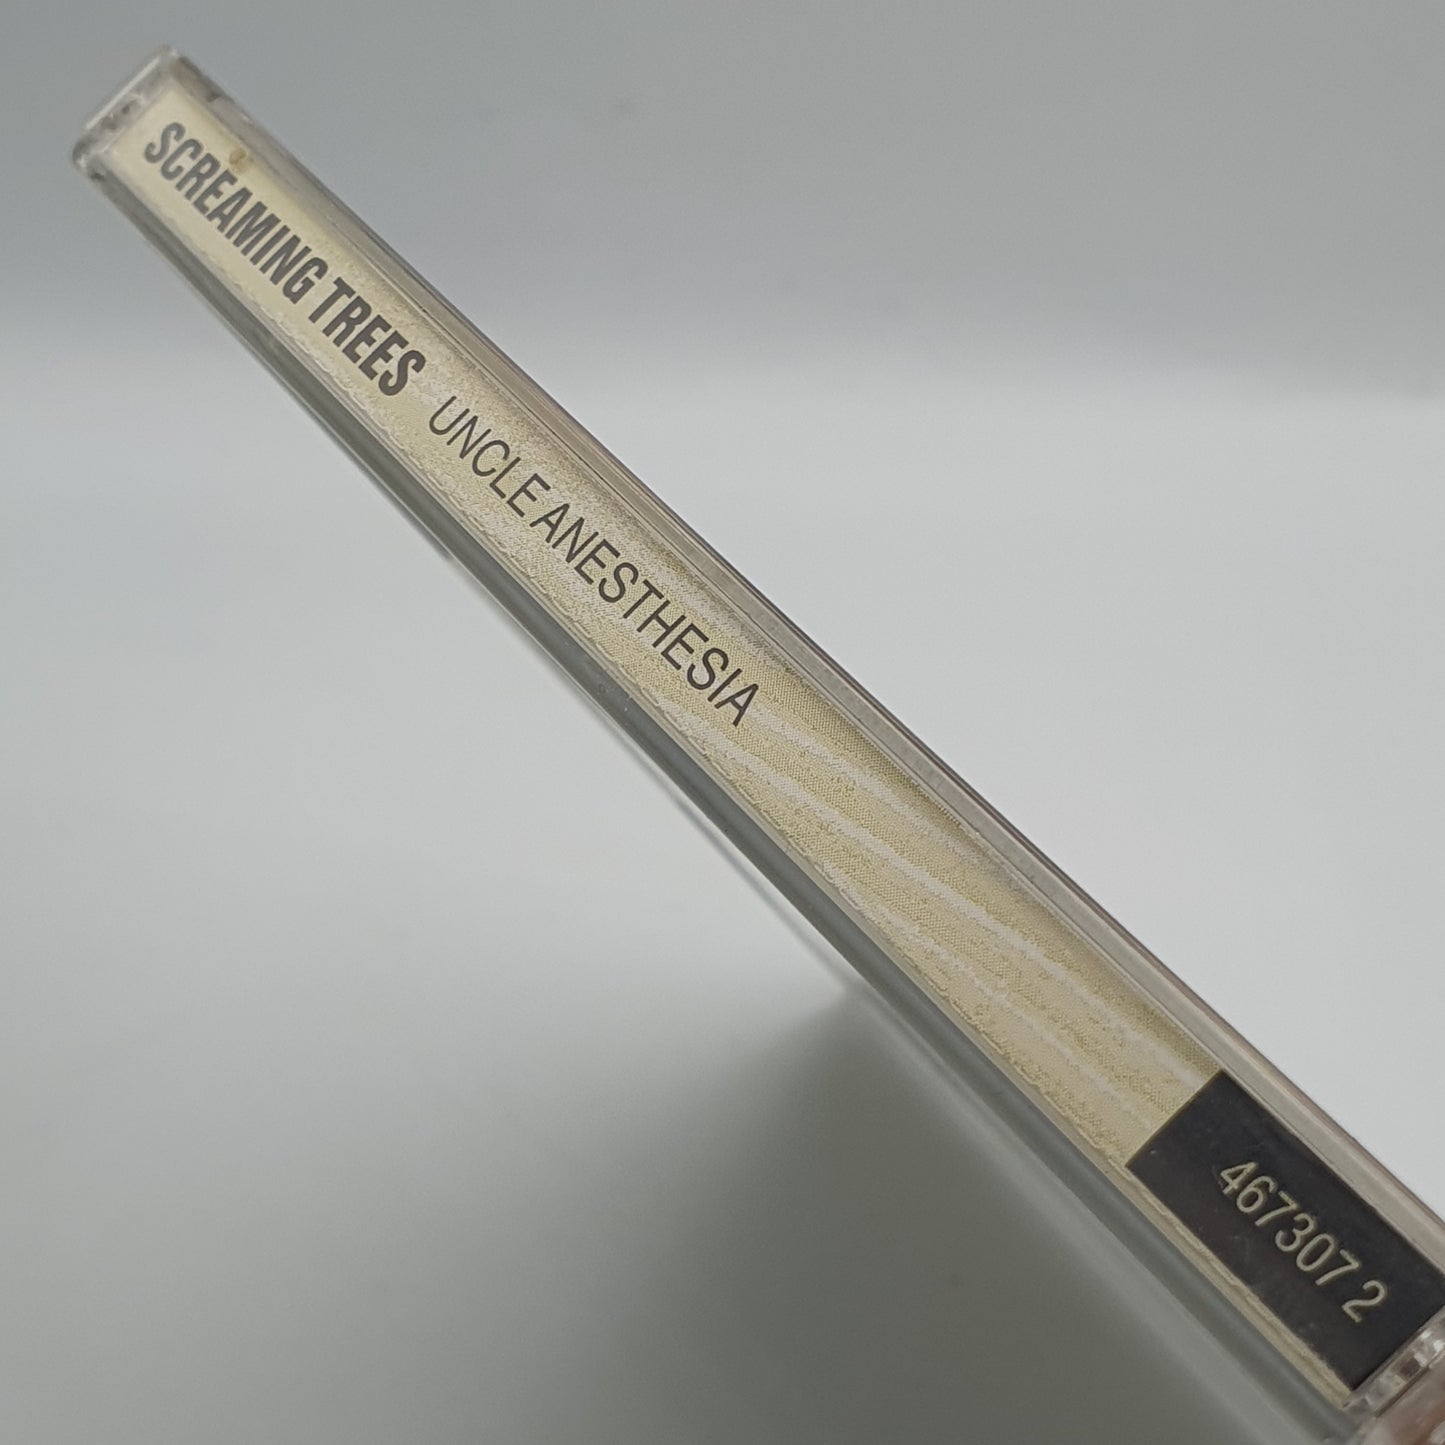 SCREAMING TREES UNCLE ANESTHESIA
467307 2